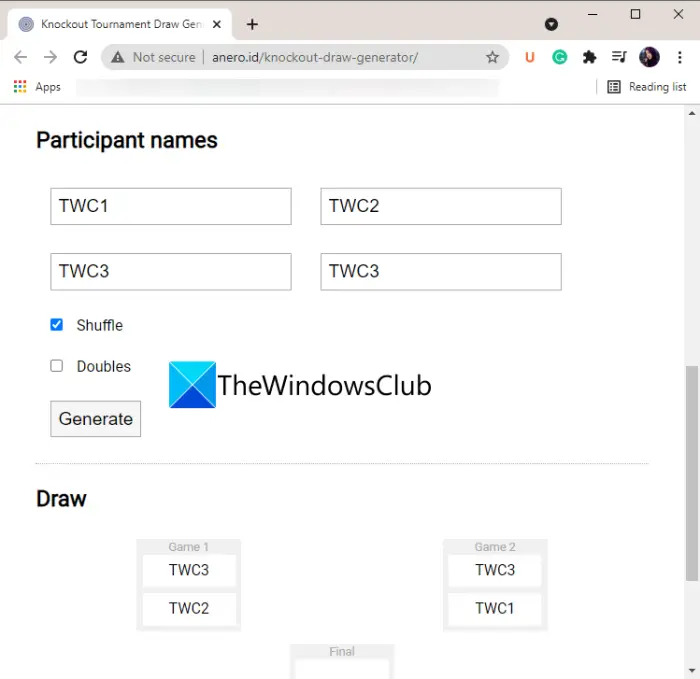 Knockout Tournament Draw Gen
Not secure | anero.id/knockout-draw-generator/
Apps
Reading list
Participant names
TWC1 TWC2
TWC3 TWC3
Shuffle
Doubles
TheWindowsClub
Generate
Draw
Game 1 Game 2
TWC3 TWC3
TWC2 TWC1
Final